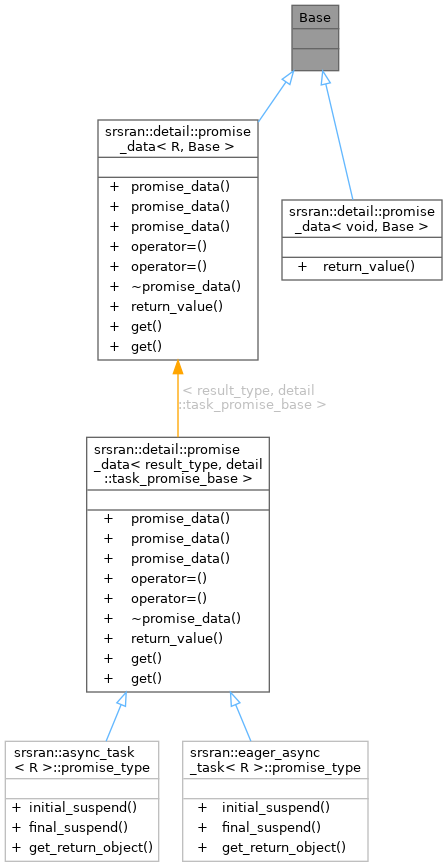 Base
srsran::detail::promise
_data< R, Base >
+ promise_data()
+ promise_data()
+ promise_data()
+ operator=()
+ operator=()
+ ~promise_data()
+ return_value()
+ get()
+ get()
srsran::detail::promise
_data< void, Base >
+ return_value()
< result_type, detail
::task_promise_base >
srsran::detail::promise
_data< result_type, detail
::task_promise_base >
+ promise_data()
+ promise_data()
+ promise_data()
+ operator=()
+ operator=()
+ ~promise_data()
+ return_value()
+ get()
+ get()
srsran::async_task
< R >::promise_type
+ initial_suspend()
+ final_suspend()
+ get_return_object()
srsran::eager_async
_task< R >::promise_type
+ initial_suspend()
+ final_suspend()
+ get_return_object()